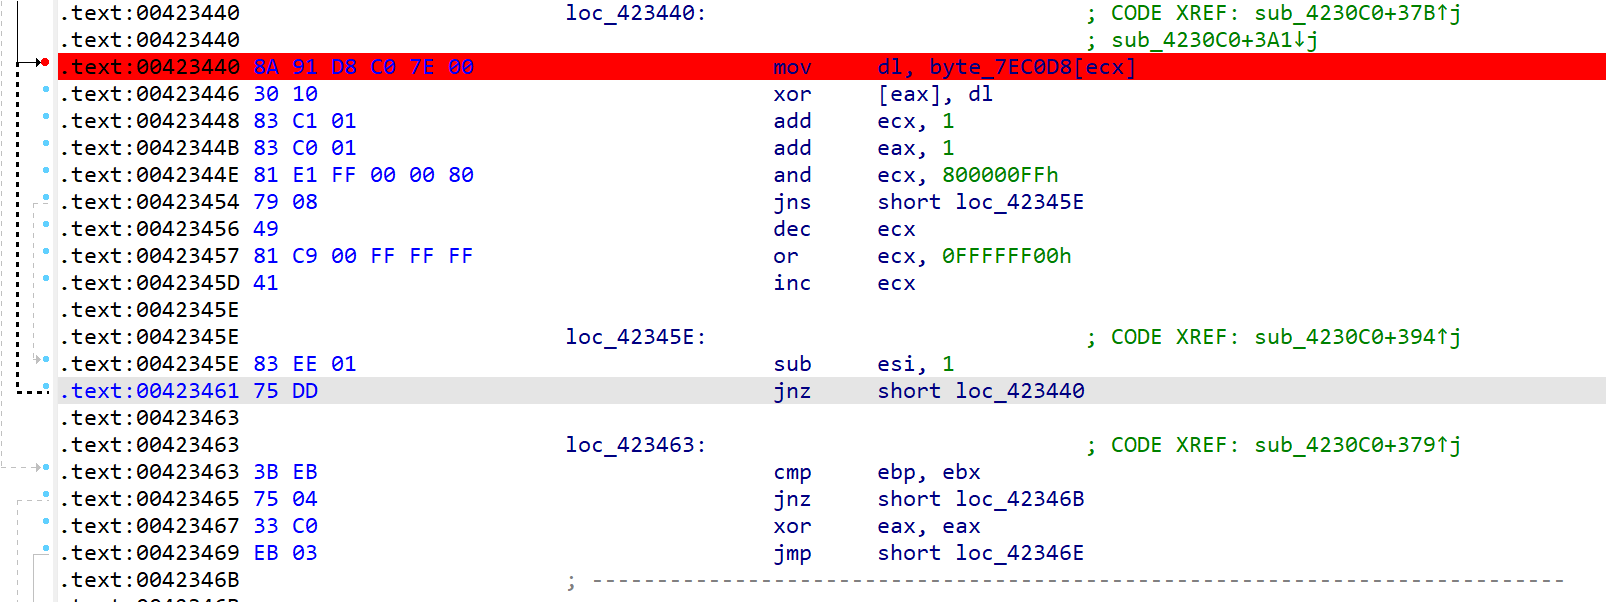 .text:00423440 loc_423440: ; CODE XREF: sub_4230C0+37B↑j
.text:00423440 ; sub_4230C0+3A1↓j
.text:00423440 8A 91 D8 C0 7E 00 mov dl, byte_7EC0D8[ecx]
.text:00423446 30 10 xor [eax], dl
.text:00423448 83 C1 01 add ecx, 1
.text:0042344B 83 C0 01 add eax, 1
.text:0042344E 81 E1 FF 00 00 80 and ecx, 800000FFh
.text:00423454 79 08 jns short loc_42345E
.text:00423456 49 dec ecx
.text:00423457 81 C9 00 FF FF FF or ecx, 0FFFFFF00h
.text:0042345D 41 inc ecx
.text:0042345E
.text:0042345E loc_42345E: ; CODE XREF: sub_4230C0+394↑j
.text:0042345E 83 EE 01 sub esi, 1
.text:00423461 75 DD jnz short loc_423440
.text:00423463
.text:00423463 loc_423463: ; CODE XREF: sub_4230C0+379↑j
.text:00423463 3B EB cmp ebp, ebx
.text:00423465 75 04 jnz short loc_42346B
.text:00423467 33 C0 xor eax, eax
.text:00423469 EB 03 jmp short loc_42346E
.text:0042346B ; ---------------------------------------------------------------------------